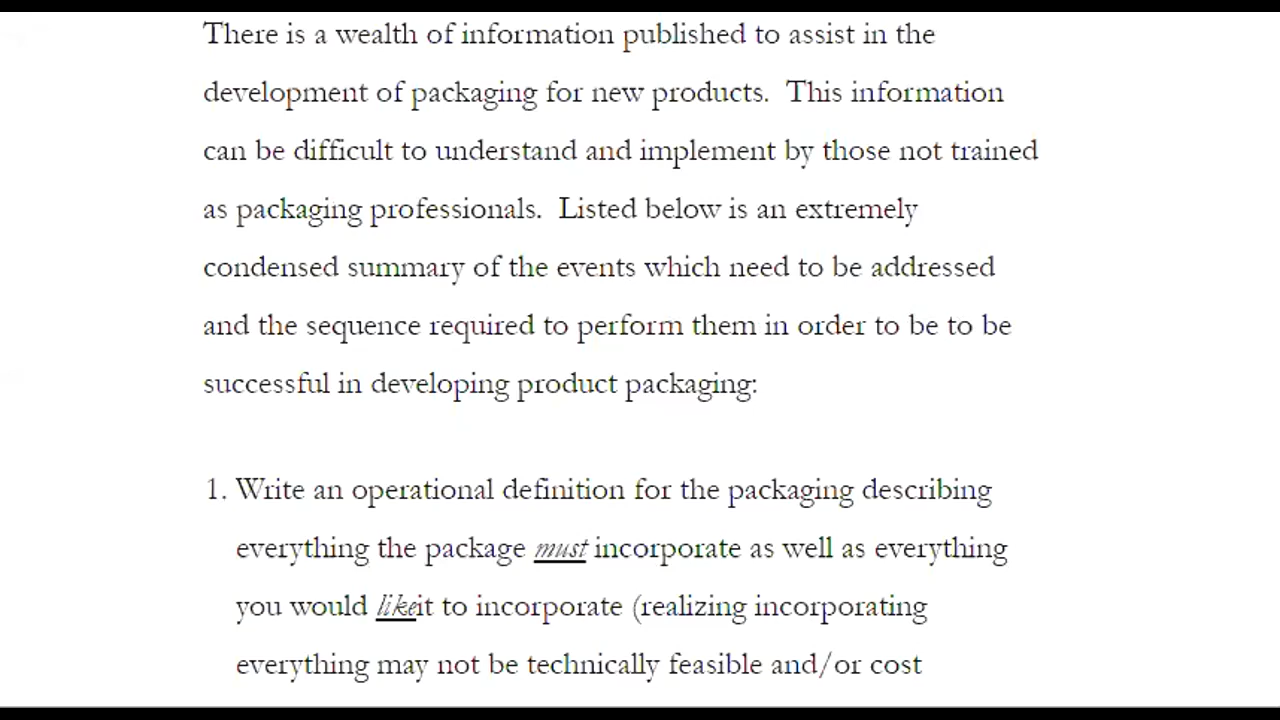 There is a wealth of information published to assist in the
development of packaging for new products.  This information
can be difficult to understand and implement by those not trained
as packaging professionals.  Listed below is an extremely
condensed summary of the events which need to be addressed
and the sequence required to perform them in order to be to be
successful in developing product packaging:
1. Write an operational definition for the packaging describing
everything the package must incorporate as well as everything
you would likeit to incorporate (realizing incorporating
everything may not be technically feasible and/or cost